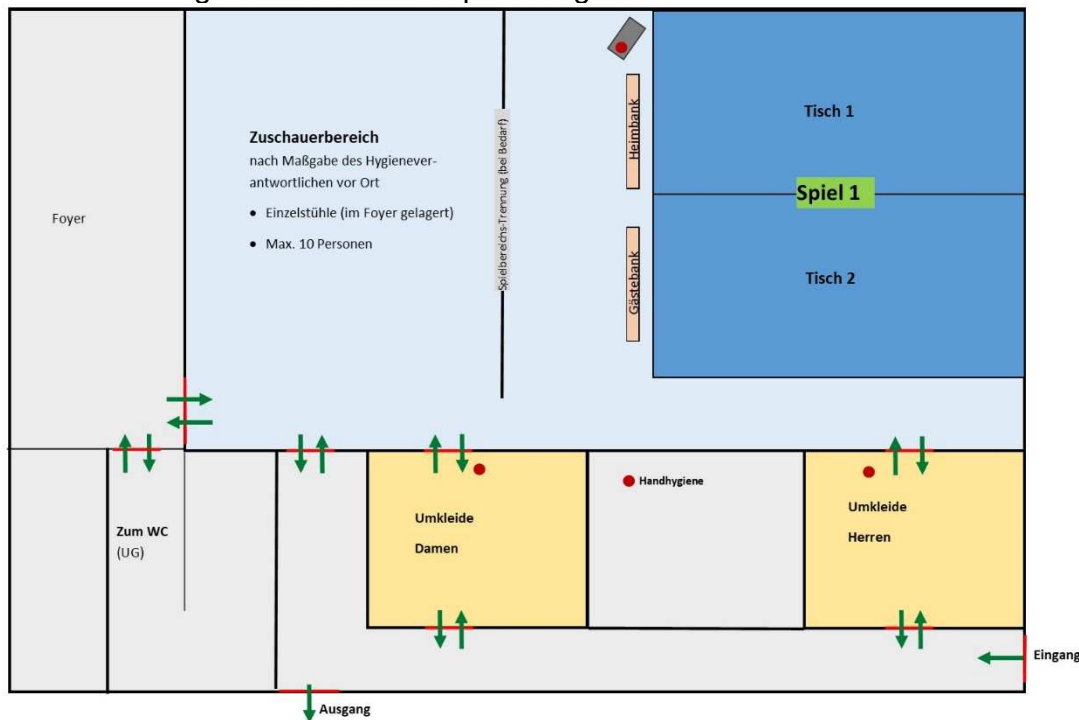 Zuschauerbereich
nach Maßgabe des Hygienever-
antwortlichen vor Ort
• Einzelstühle (im Foyer gelagert)
• Max. 10 Personen
Foyer
Spielbereichs-Trennung (bei Bedarf)
Heimbank
Gästebank
Tisch 1
Spiel 1
Tisch 2
Zum WC
(UG)
Umkleide
Damen
Handhygiene
Umkleide
Herren
Eingang
Ausgang